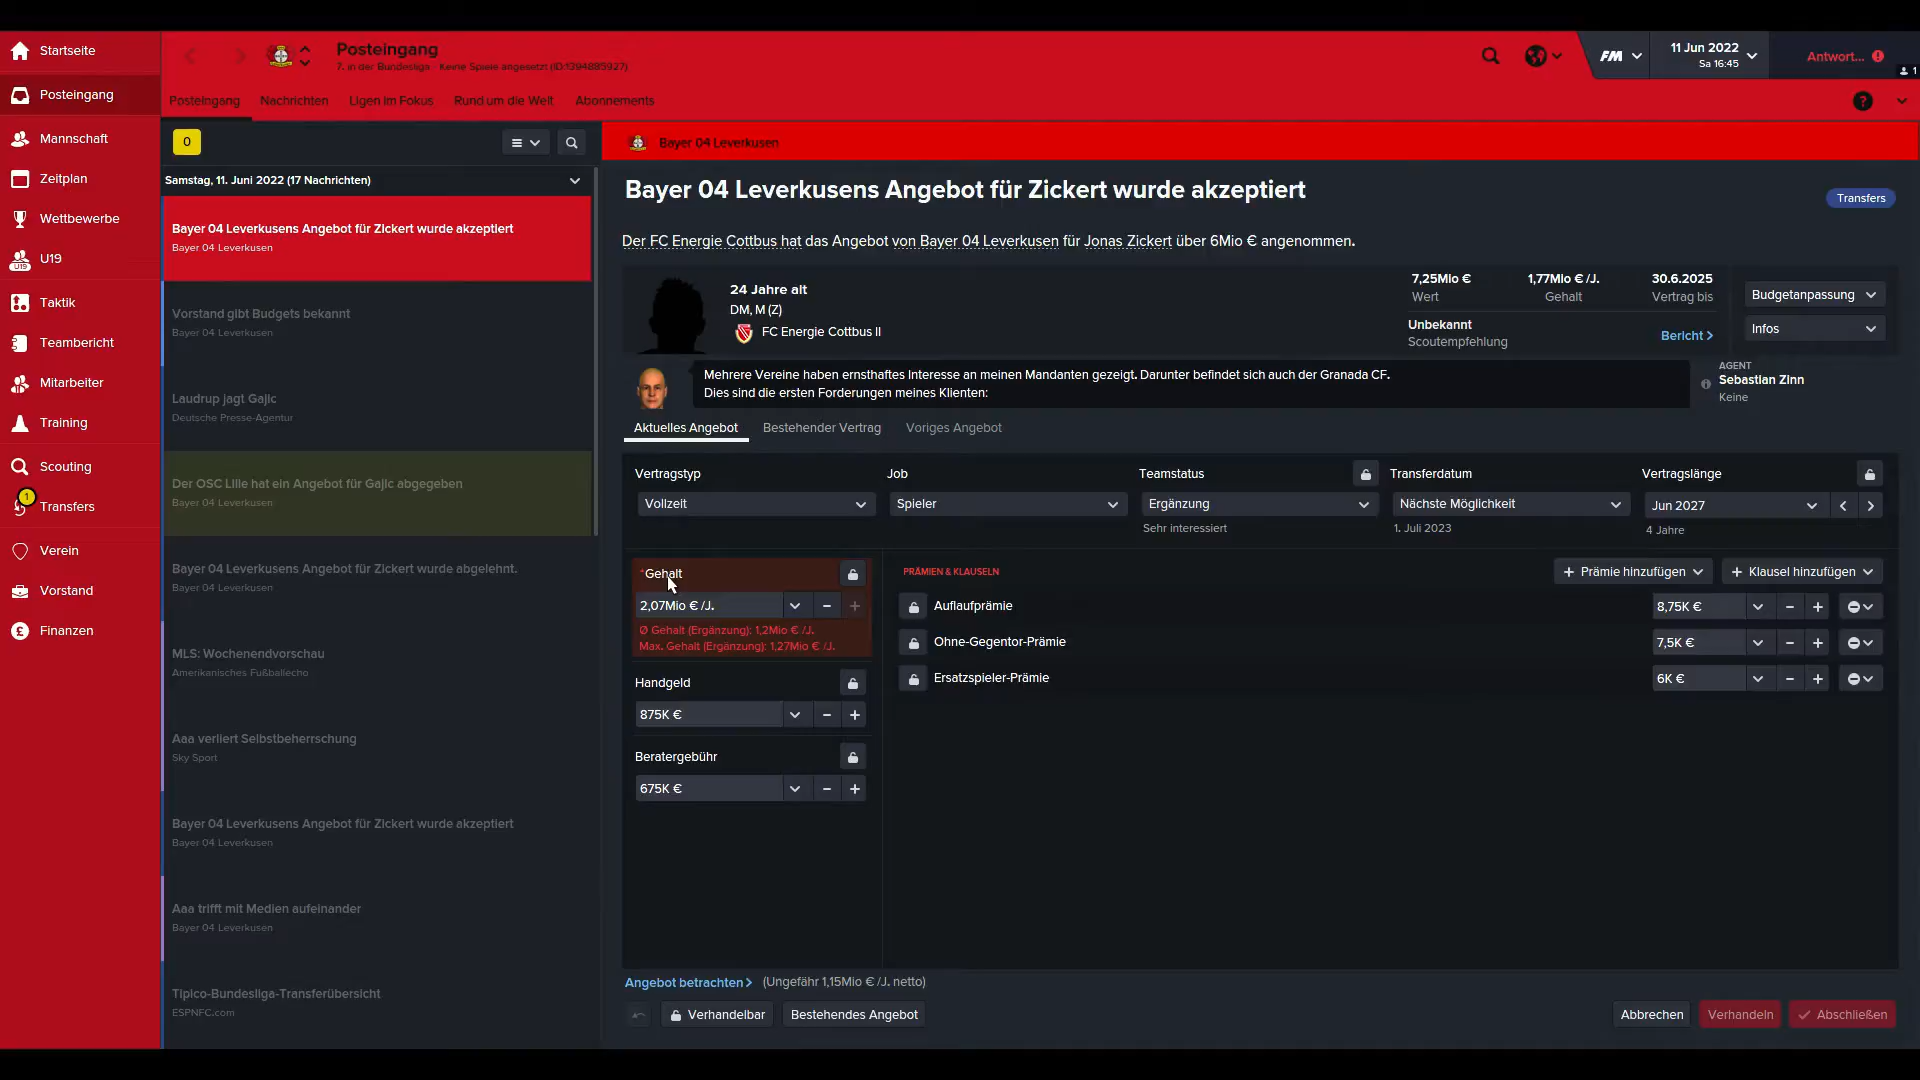 Startseite
Posteingang
Mannschaft
Zeitplan
Wettbewerbe
U19
U19
Taktik
Teambericht
Mitarbeiter
Training
Scouting
1
Transfers
Verein
Vorstand
Finanzen
Posteingang
7. in der Bundesliga - Keine Spiele angesetzt (ID:1394885927)
FM
11 Jun 2022
Sa 16:45
Antwort...
1
Posteingang
Nachrichten
Ligen im Fokus
Rund um die Welt
Abonnements
0
Samstag, 11. Juni 2022 (17 Nachrichten)
Bayer 04 Leverkusens Angebot für Zickert wurde akzeptiert
Bayer 04 Leverkusen
Vorstand gibt Budgets bekannt
Bayer 04 Leverkusen
Laudrup jagt Gajic
Deutsche Presse-Agentur
Der OSC Lille hat ein Angebot für Gajic abgegeben
Bayer 04 Leverkusen
Bayer 04 Leverkusens Angebot für Zickert wurde abgelehnt.
Bayer 04 Leverkusen
MLS: Wochenendvorschau
Amerikanisches Fußballecho
Aaa verliert Selbstbeherrschung
Sky Sport
Bayer 04 Leverkusens Angebot für Zickert wurde akzeptiert
Bayer 04 Leverkusen
Aaa trifft mit Medien aufeinander
Bayer 04 Leverkusen
Tipico-Bundesliga-Transferübersicht
ESPNFC.com
Bayer 04 Leverkusen
Bayer 04 Leverkusens Angebot für Zickert wurde akzeptiert
Transfers
Der FC Energie Cottbus hat das Angebot von Bayer 04 Leverkusen für Jonas Zickert über 6Mio € angenommen.
24 Jahre alt
DM, M (Z)
FC Energie Cottbus II
7,25Mio €
Wert
1,77Mio € /J.
Gehalt
30.6.2025
Vertrag bis
Unbekannt
Scoutempfehlung
Bericht >
Budgetanpassung
Infos
Mehrere Vereine haben ernsthaftes Interesse an meinen Mandanten gezeigt. Darunter befindet sich auch der Granada CF.
Dies sind die ersten Forderungen meines Klienten:
AGENT
Sebastian Zinn
Keine
Aktuelles Angebot
Bestehender Vertrag
Voriges Angebot
Vertragstyp
Vollzeit
Job
Spieler
Teamstatus
Ergänzung
Sehr interessiert
Transferdatum
Nächste Möglichkeit
1. Juli 2023
Vertragslänge
Jun 2027
4 Jahre
*Gehalt
2,07Mio € /J.
Ø Gehalt (Ergänzung): 1,2Mio € /J.
Max. Gehalt (Ergänzung): 1,27Mio € /J.
Handgeld
875K €
Beratergebühr
675K €
PRÄMIEN & KLAUSELN
+ Prämie hinzufügen
+ Klausel hinzufügen
Auflaufprämie
8,75K €
Ohne-Gegentor-Prämie
7,5K €
Ersatzspieler-Prämie
6K €
Angebot betrachten > (Ungefähr 1,15Mio € /J. netto)
Verhandelbar
Bestehendes Angebot
Abbrechen
Verhandeln
Abschließen